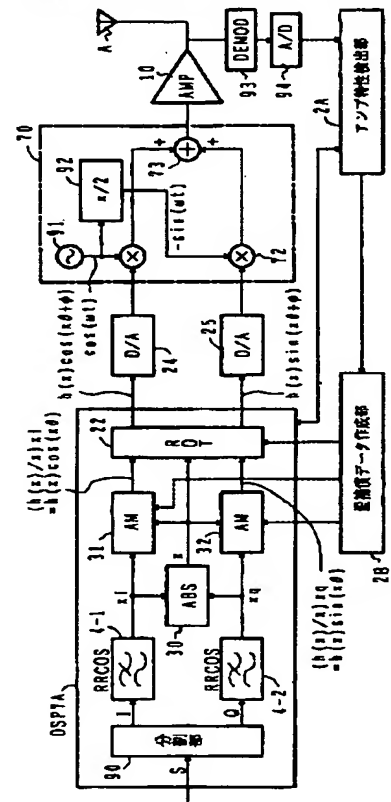 A
10
AMP
DEMOD
93
A/D
94
アンプ特性検出部
2A
70
91
92
π/2
73
+
+
cos(ωt)
-sin(ωt)
72
h(x)cos(xθ+φ)
D/A
24
D/A
25
h(x)sin(xθ+φ)
DSP7A
22
ROT
(h(x)/x)xi
=h(x)cos(xθ)
31
AM
32
AM
x
(h(x)/x)xq
=h(x)sin(xθ)
30
ABS
xi
xq
RRCOS
4-1
RRCOS
4-2
I
Q
90
分割部
S
歪補償データ作成部
2B